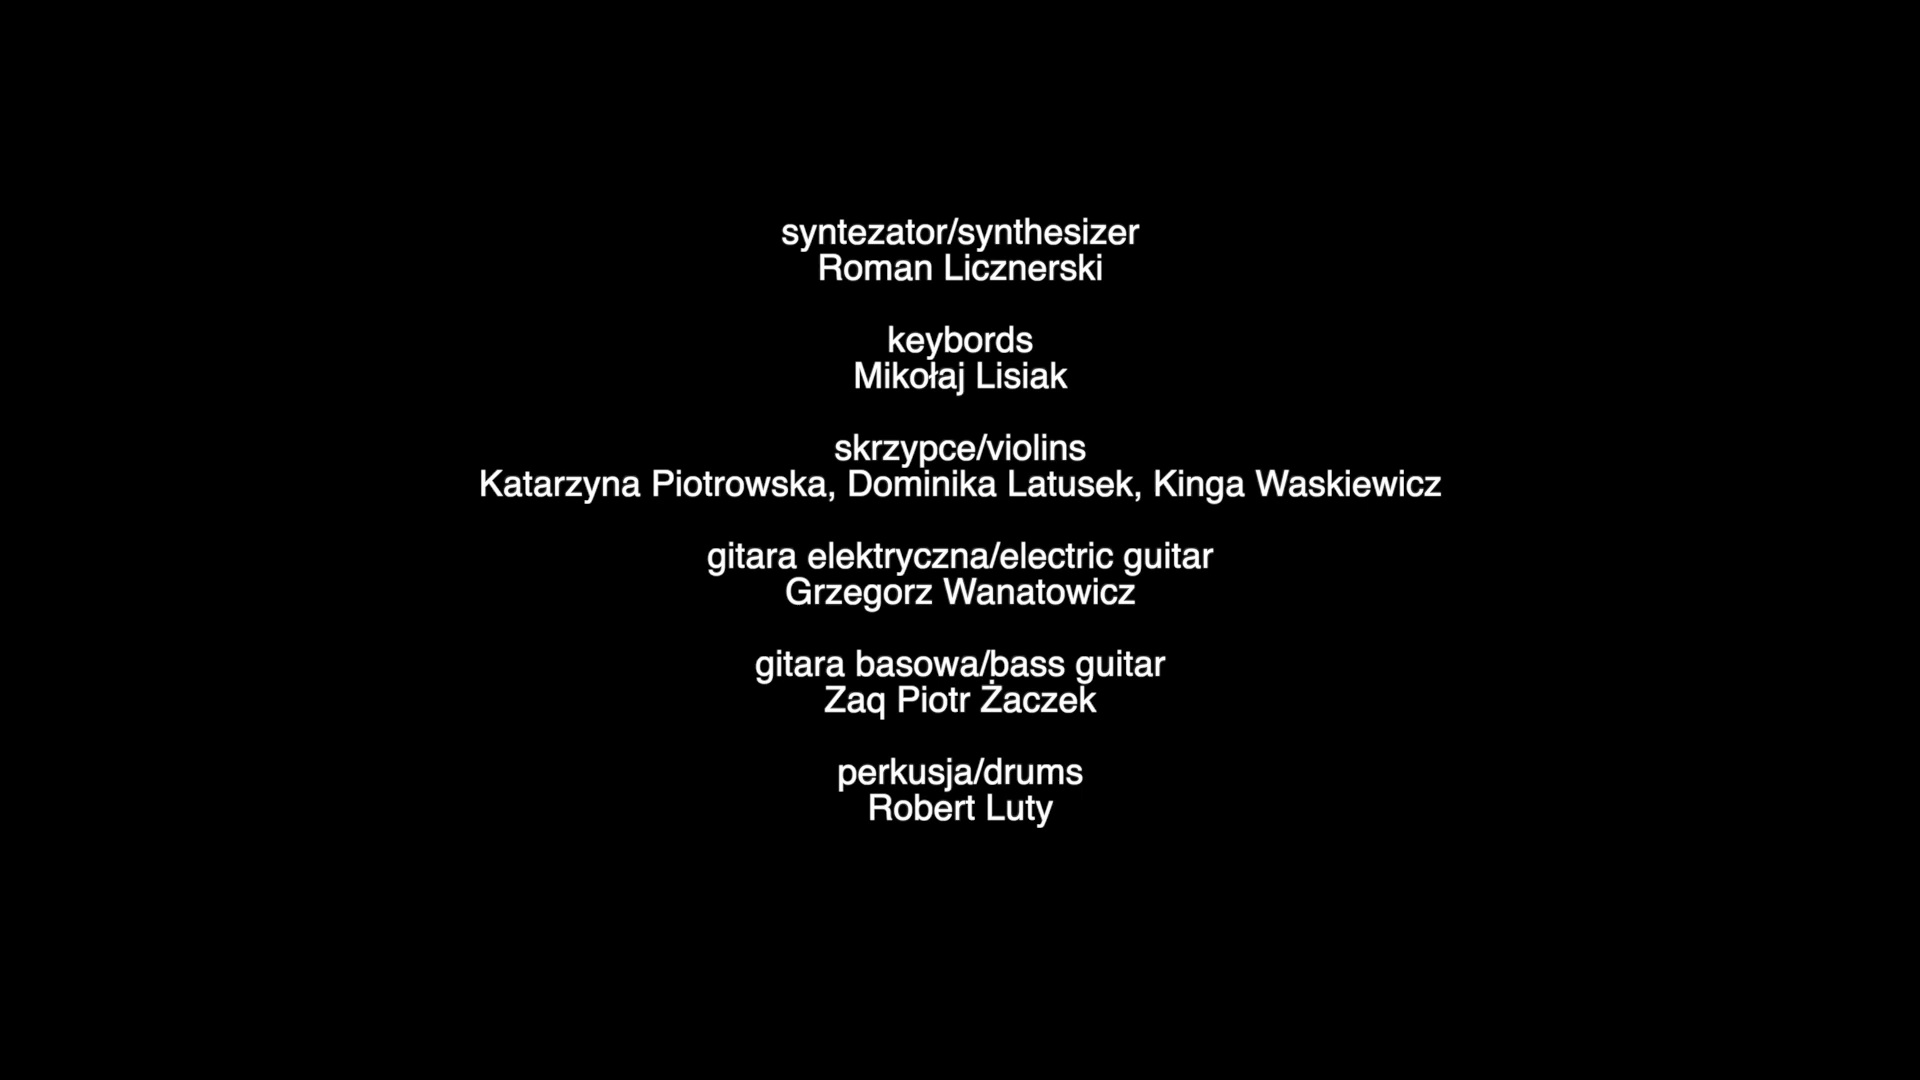 syntezator/synthesizer
Roman Licznerski
keybords
Mikołaj Lisiak
skrzypce/violins
Katarzyna Piotrowska, Dominika Latusek, Kinga Waskiewicz
gitara elektryczna/electric guitar
Grzegorz Wanatowicz
gitara basowa/bass guitar
Zaq Piotr Żaczek
perkusja/drums
Robert Luty